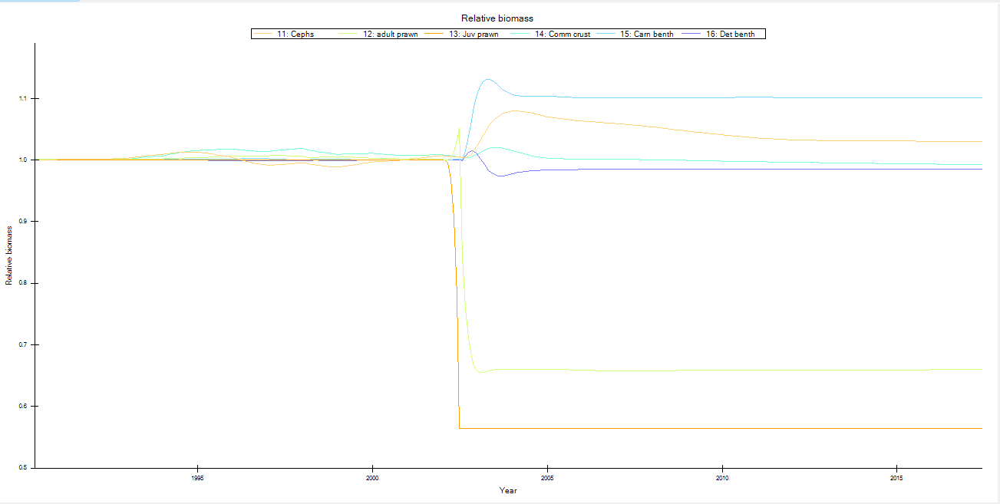 Relative biomass
11: Cephs 12: adult prawn 13: Juv prawn 14: Comm crust 15: Carn benth 16: Det benth
1.1
1.0
0.9
0.8
0.7
0.6
0.5
Relative biomass
1995 2000 2005 2010 2015
Year